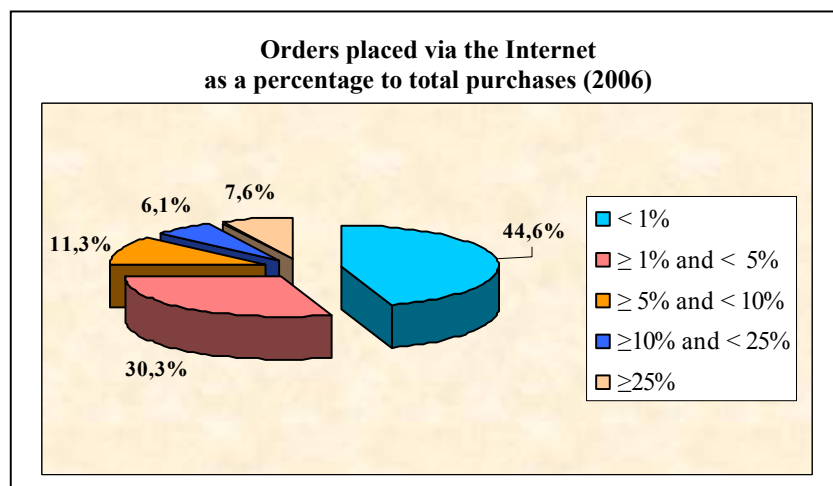 Orders placed via the Internet
as a percentage to total purchases (2006)
7,6%
6,1%
11,3%
44,6%
30,3%
< 1%
≥ 1% and < 5%
≥ 5% and < 10%
≥10% and < 25%
≥25%